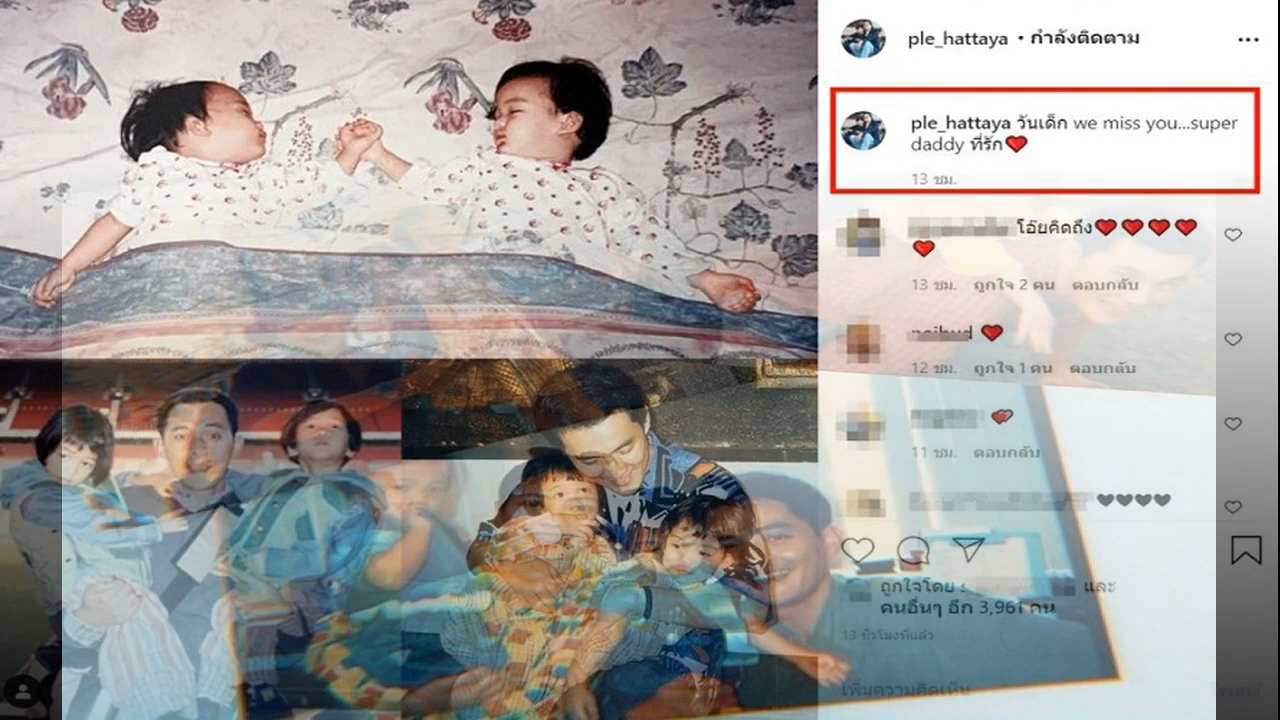 ple_hattaya • กำลังติดตาม
ple_hattaya วันเด็ก we miss you...super
daddy ที่รัก
13 ชม.
โอ๊ยคิดถึง
13 ชม. ถูกใจ 2 คน ตอบกลับ
12 ชม. ถูกใจ 1 คน ตอบกลับ
11 ชม. ตอบกลับ
ถูกใจโดย และ
คนอื่นๆ อีก 3,961 คน
13 ชั่วโมงที่แล้ว
เพิ่มความคิดเห็น
โพสต์